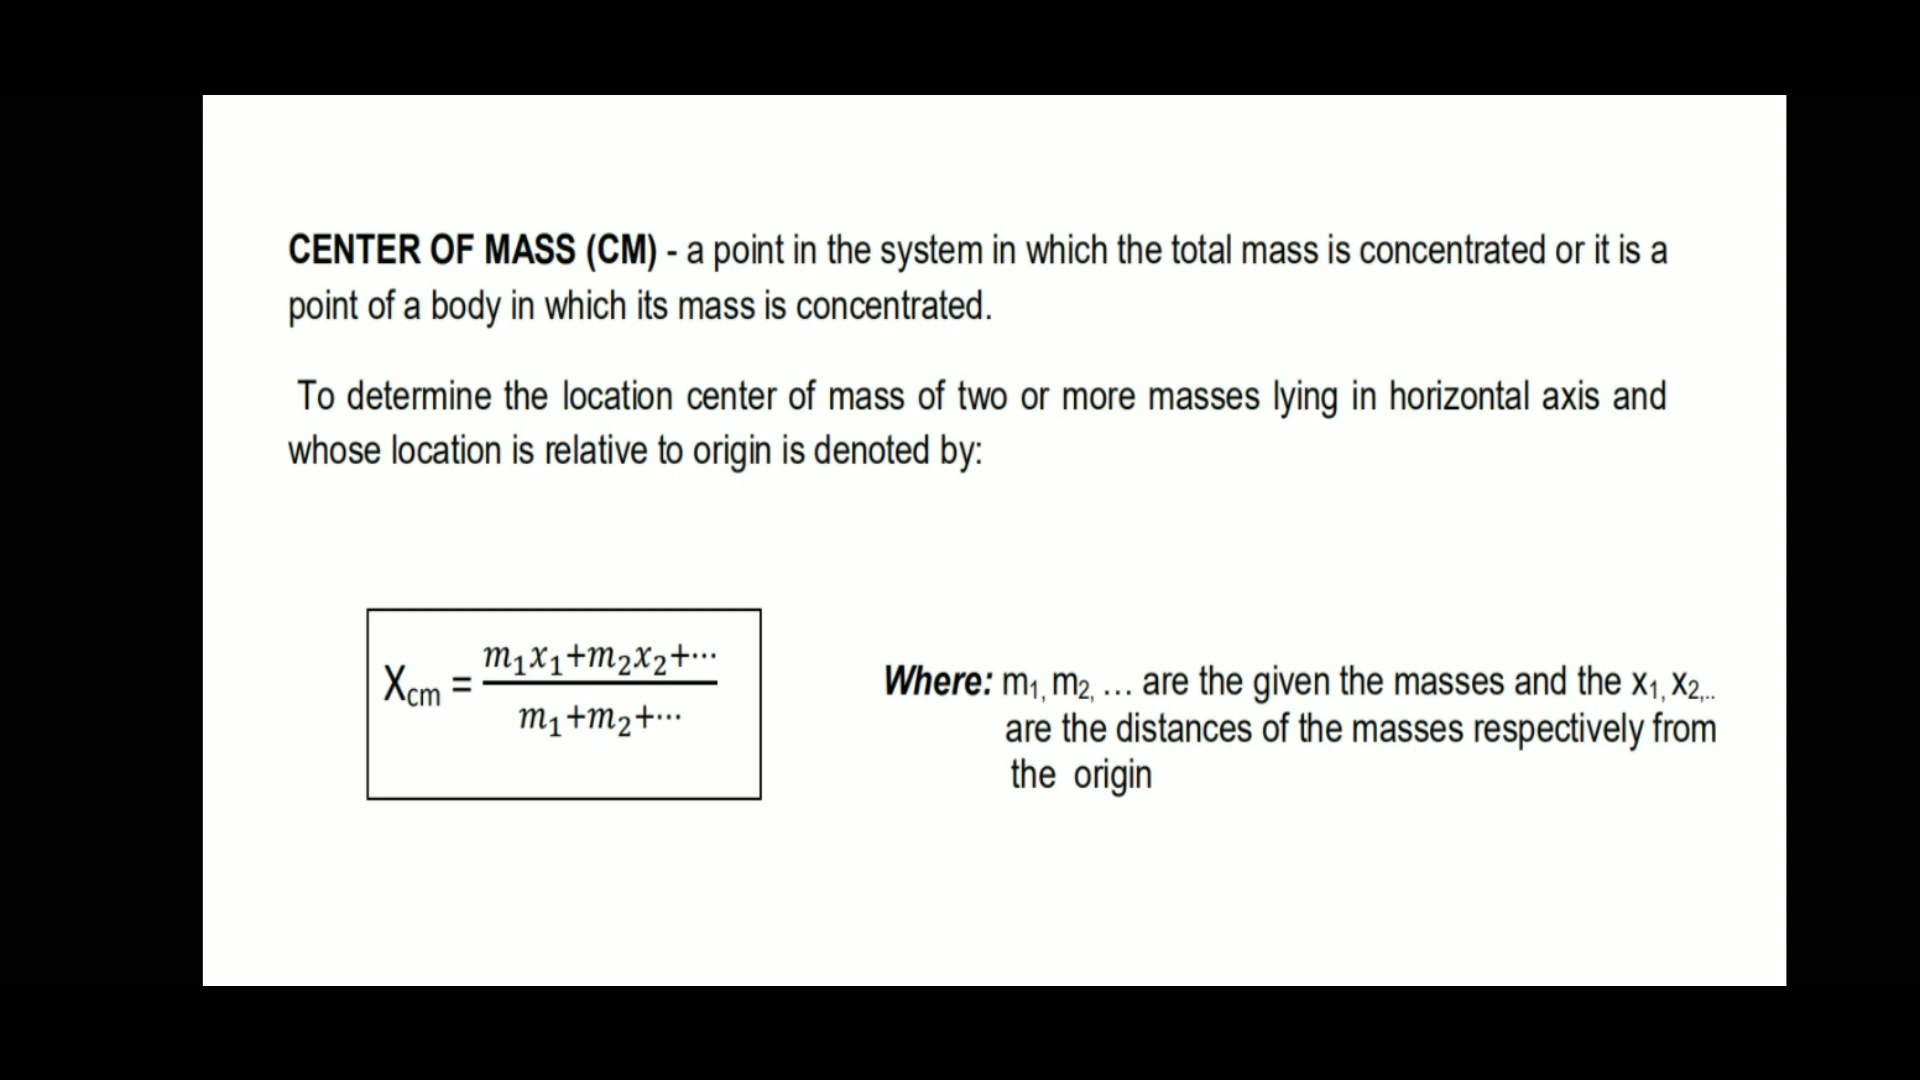 CENTER OF MASS (CM) - a point in the system in which the total mass is concentrated or it is a
point of a body in which its mass is concentrated.
To determine the location center of mass of two or more masses lying in horizontal axis and
whose location is relative to origin is denoted by:
X_cm = (m₁x₁+m₂x₂+⋯)/(m₁+m₂+⋯)
Where: m₁, m₂, … are the given the masses and the x₁, x₂,..
are the distances of the masses respectively from
the origin